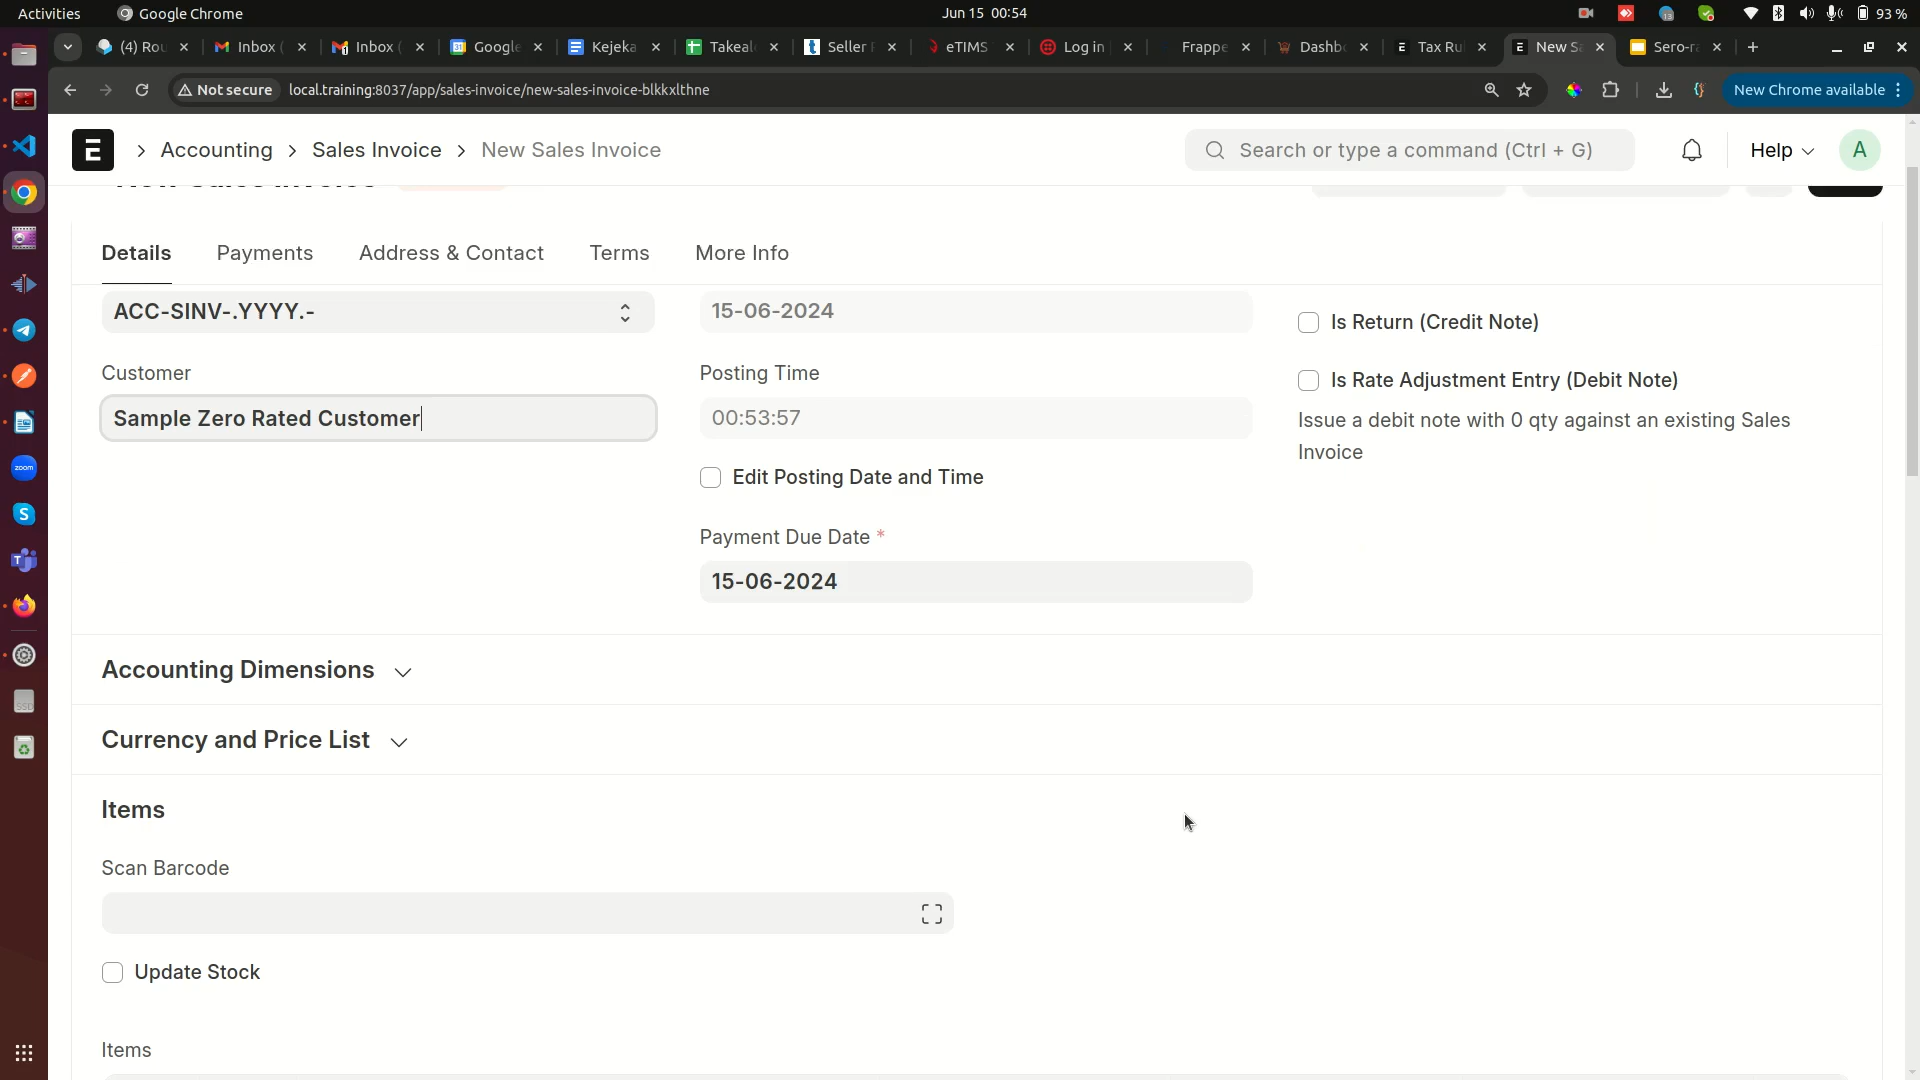 Activities
Google Chrome
Jun 15 00:54
93 %
(4) Rou
Inbox (
Inbox (
Google
Kejeka
Takeal
Seller
eTIMS
Log in
Frappe
Dashb
Tax Ru
New Sa
Sero-ra
Not secure
local.training:8037/app/sales-invoice/new-sales-invoice-blkkxlthne
New Chrome available
E
Accounting
Sales Invoice
New Sales Invoice
Search or type a command (Ctrl + G)
Help
A
Details
Payments
Address & Contact
Terms
More Info
ACC-SINV-.YYYY.-
15-06-2024
Is Return (Credit Note)
Customer
Posting Time
Is Rate Adjustment Entry (Debit Note)
Sample Zero Rated Customer
00:53:57
Issue a debit note with 0 qty against an existing Sales
Invoice
Edit Posting Date and Time
Payment Due Date *
15-06-2024
Accounting Dimensions
Currency and Price List
Items
Scan Barcode
Update Stock
Items
zoom
SSD